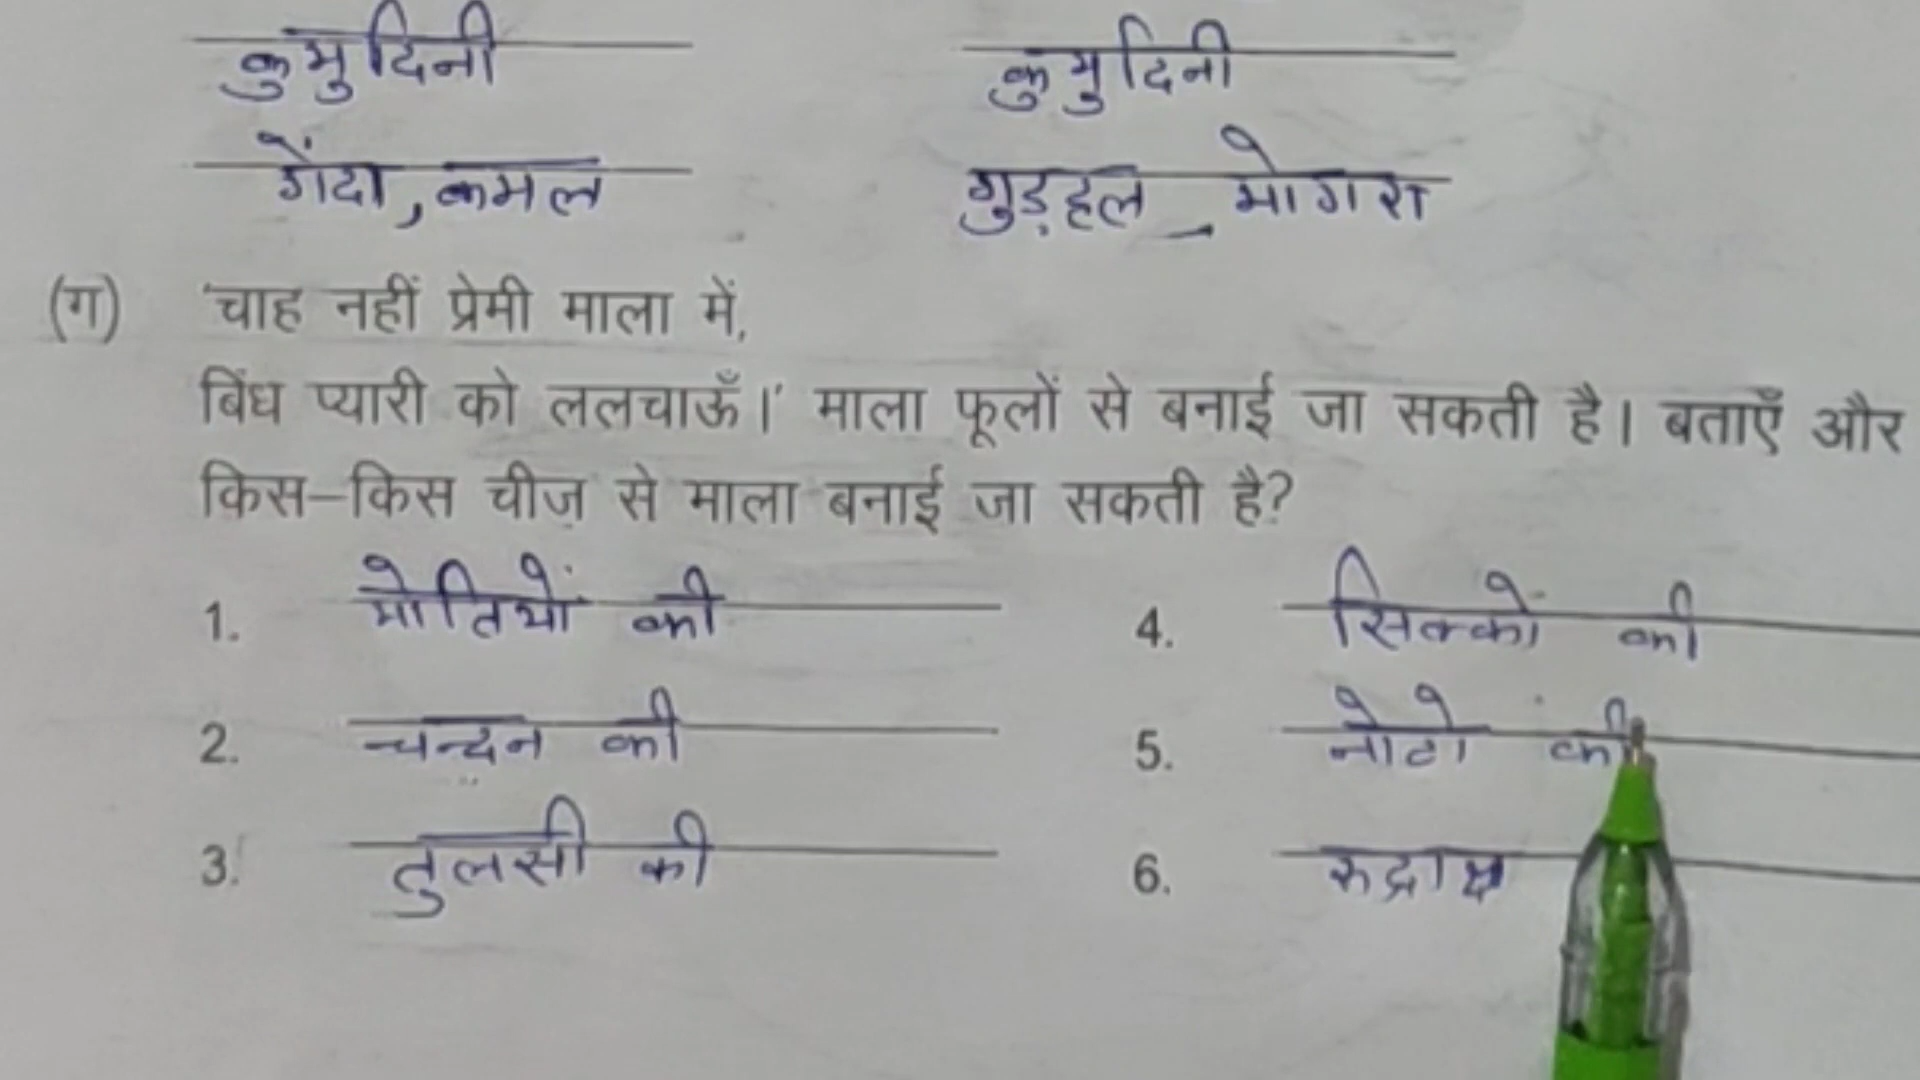 कुमुदिनी कुमुदिनी
गेंदा, कमल गुड़हल, मोगरा
(ग) 'चाह नहीं प्रेमी माला में,
बिंध प्यारी को ललचाऊँ।' माला फूलों से बनाई जा सकती है। बताएँ और
किस–किस चीज़ से माला बनाई जा सकती है?
1. मोतियों की 4. सिक्कों की
2. चन्दन की 5. नोटो की
3. तुलसी की 6. रुद्राक्ष